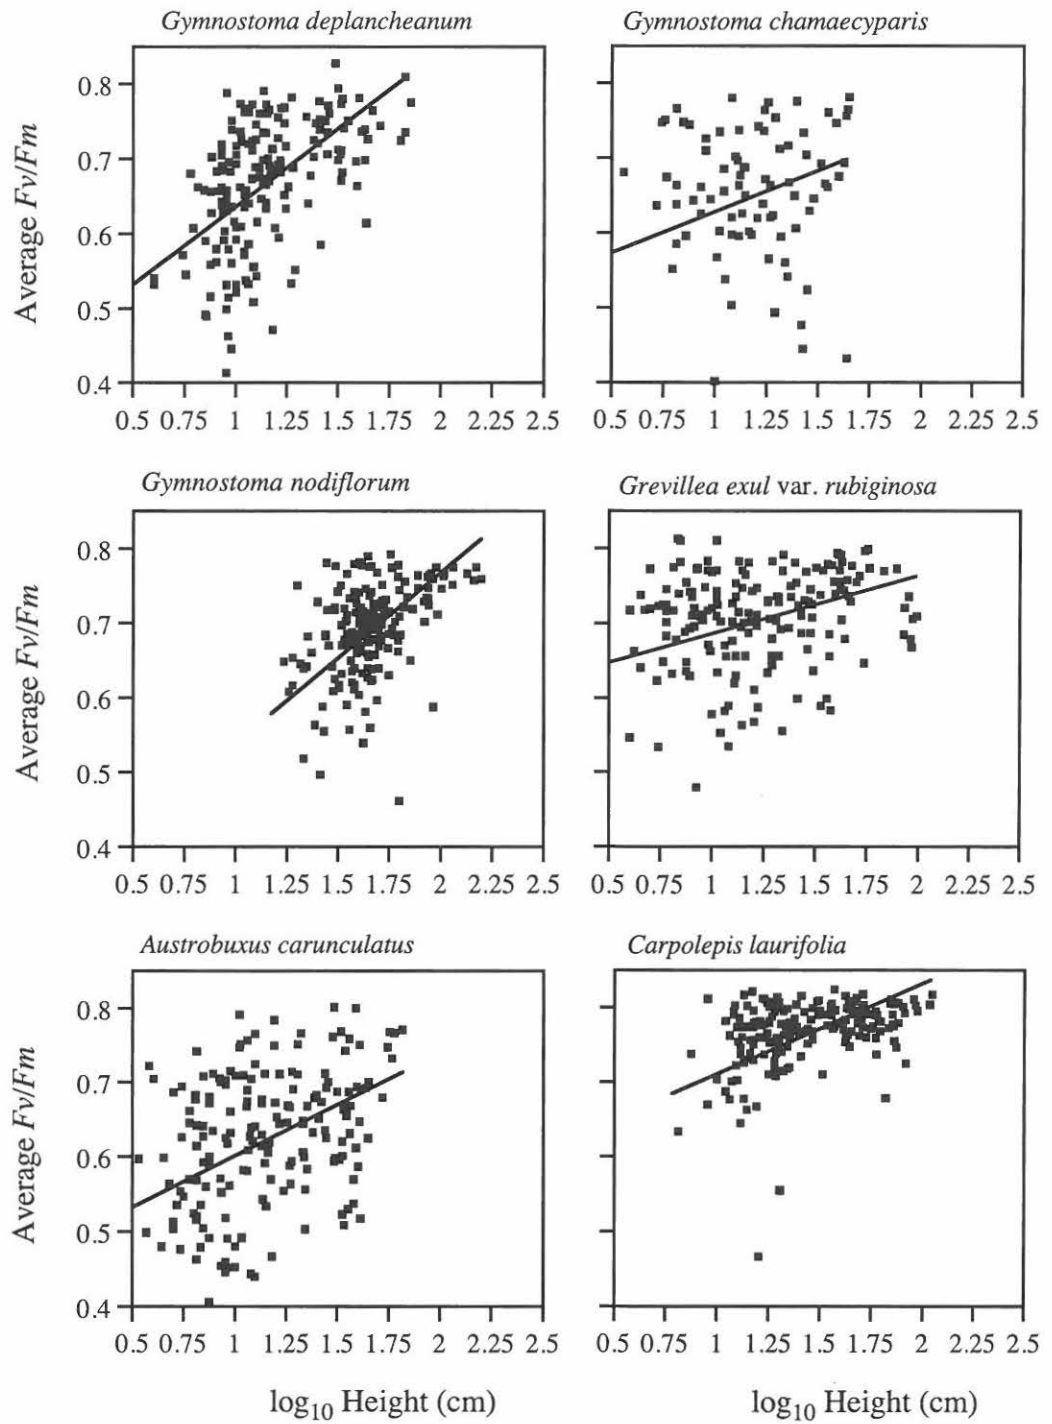 Gymnostoma deplancheanum
Gymnostoma chamaecyparis
Average Fv/Fm
0.8
0.7
0.6
0.5
0.4
0.5 0.75 1 1.25 1.5 1.75 2 2.25 2.5
0.5 0.75 1 1.25 1.5 1.75 2 2.25 2.5
Gymnostoma nodiflorum
Grevillea exul var. rubiginosa
Average Fv/Fm
0.8
0.7
0.6
0.5
0.4
0.5 0.75 1 1.25 1.5 1.75 2 2.25 2.5
0.5 0.75 1 1.25 1.5 1.75 2 2.25 2.5
Austrobuxus carunculatus
Carpolepis laurifolia
Average Fv/Fm
0.8
0.7
0.6
0.5
0.4
0.5 0.75 1 1.25 1.5 1.75 2 2.25 2.5
0.5 0.75 1 1.25 1.5 1.75 2 2.25 2.5
log10 Height (cm)
log10 Height (cm)